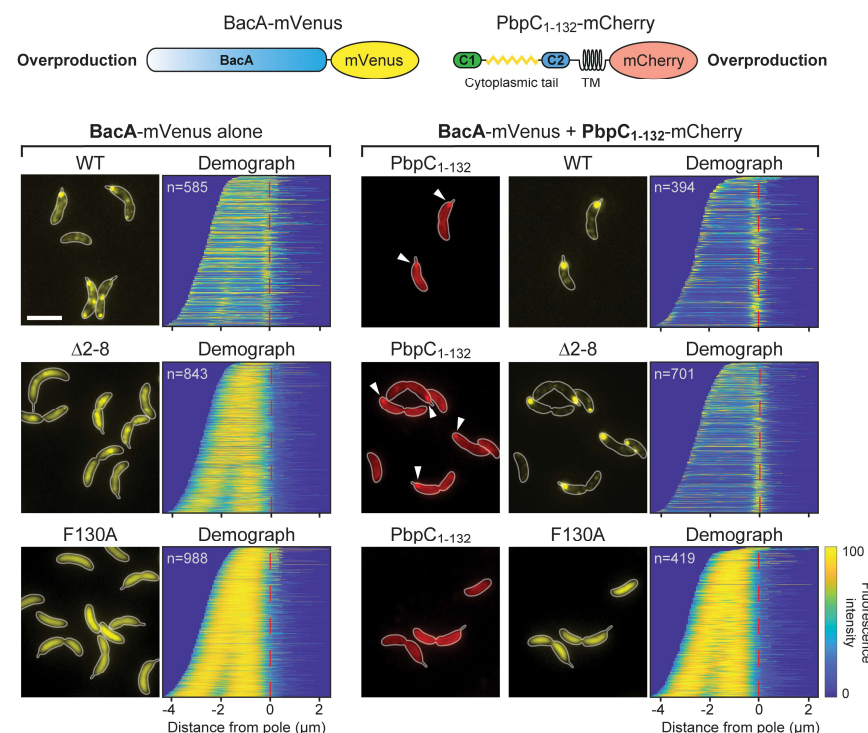 BacA-mVenus
PbpC1-132-mCherry
Overproduction
BacA
mVenus
C1
C2
mCherry
Overproduction
Cytoplasmic tail
TM
BacA-mVenus alone
BacA-mVenus + PbpC1-132-mCherry
WT
Demograph
PbpC1-132
WT
Demograph
n=585
n=394
Δ2-8
Demograph
PbpC1-132
Δ2-8
Demograph
n=843
n=701
F130A
Demograph
PbpC1-132
F130A
Demograph
n=988
n=419
100
Fluorescence
intensity
0
-4 -2 0 2
-4 -2 0 2
Distance from pole (µm)
Distance from pole (µm)